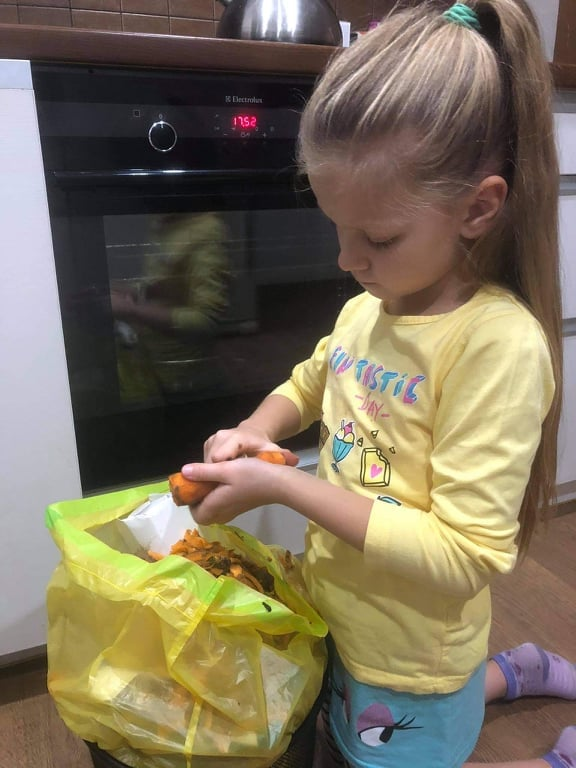 Electrolux
17.52
FANTASTIC
-DAY-